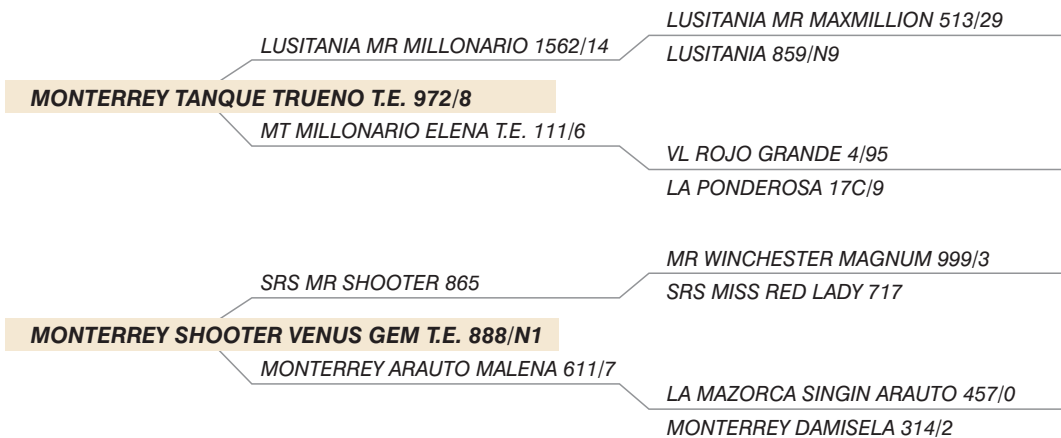 LUSITANIA MR MAXMILLION 513/29
LUSITANIA MR MILLONARIO 1562/14
LUSITANIA 859/N9
MONTERREY TANQUE TRUENO T.E. 972/8
MT MILLONARIO ELENA T.E. 111/6
VL ROJO GRANDE 4/95
LA PONDEROSA 17C/9
MR WINCHESTER MAGNUM 999/3
SRS MR SHOOTER 865
SRS MISS RED LADY 717
MONTERREY SHOOTER VENUS GEM T.E. 888/N1
MONTERREY ARAUTO MALENA 611/7
LA MAZORCA SINGIN ARAUTO 457/0
MONTERREY DAMISELA 314/2